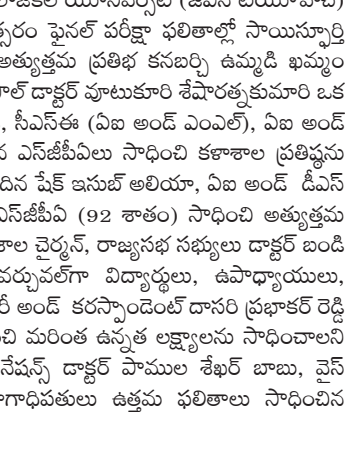 త్సరం ఫైనల్ పరీక్షా ఫలితాల్లో సాయిస్ఫూర్తి
అత్యుత్తమ ప్రతిభ కనబర్చి ఉమ్మడి ఖమ్మం
పాల్ డాక్టర్ వూటుకూరి శేషారత్నకుమారి ఒక
, సీఎస్ఈ (ఏఐ అండ్ ఎంఎల్), ఏఐ అండ్
న ఎస్‌జీపీఏలు సాధించి కళాశాల ప్రతిష్ఠను
దిన షేక్ ఇసుబ్ అలియా, ఏఐ అండ్ డీఎస్
ఎస్‌జీపీఏ (92 శాతం) సాధించి అత్యుత్తమ
శాల చైర్మన్, రాజ్యసభ సభ్యులు డాక్టర్ బండి
వర్చువల్‌గా విద్యార్థులు, ఉపాధ్యాయులు,
రీ అండ్ కరస్పాండెంట్ దాసరి ప్రభాకర్ రెడ్డి
ంచి మరింత ఉన్నత లక్ష్యాలను సాధించాలని
నేషన్స్ డాక్టర్ పాముల శేఖర్ బాబు, వైస్
గాధిపతులు ఉత్తమ ఫలితాలు సాధించిన